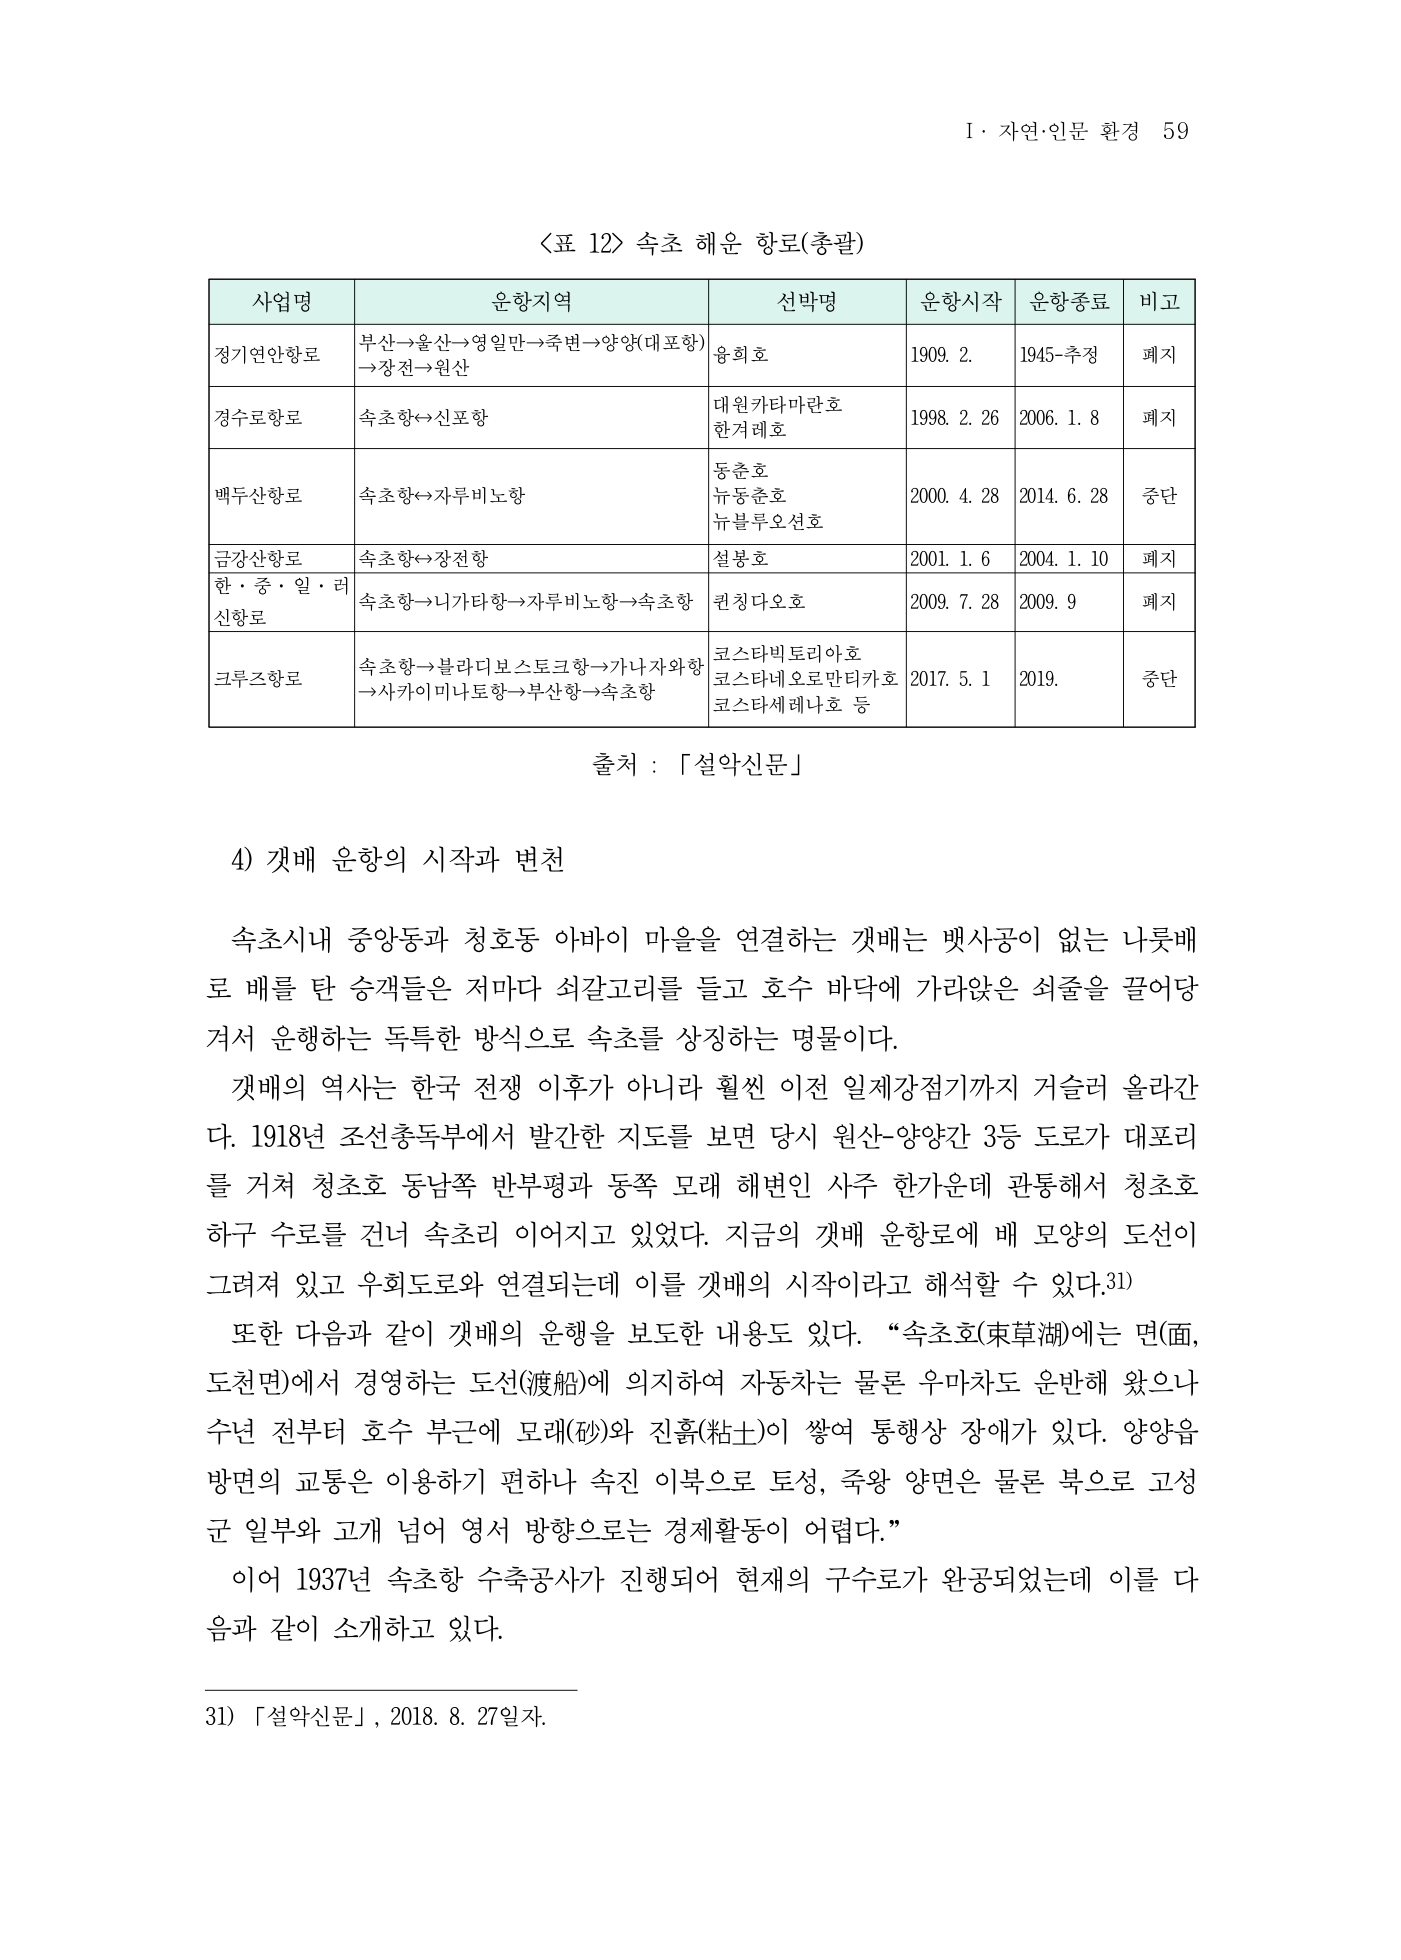 I · 자연·인문 환경 59
<표 12> 속초 해운 항로(총괄)
사업명 운항지역 선박명 운항시작 운항종료 비고
정기연안항로 부산→울산→영일만→죽변→양양(대포항) 융희호 1909. 2. 1945-추정 폐지
→장전→원산
경수로항로 속초항↔신포항 대원카타마란호 1998. 2. 26 2006. 1. 8 폐지
한겨레호
백두산항로 속초항↔자루비노항 동춘호 2000. 4. 28 2014. 6. 28 중단
뉴동춘호
뉴블루오션호
금강산항로 속초항↔장전항 설봉호 2001. 1. 6 2004. 1. 10 폐지
한·중·일·러 속초항→니가타항→자루비노항→속초항 퀸칭다오호 2009. 7. 28 2009. 9 폐지
신항로
크루즈항로 속초항→블라디보스토크항→가나자와항 코스타빅토리아호 2017. 5. 1 2019. 중단
→사카이미나토항→부산항→속초항 코스타네오로만티카호
코스타세레나호 등
출처 : 「설악신문」
4) 갯배 운항의 시작과 변천
속초시내 중앙동과 청호동 아바이 마을을 연결하는 갯배는 뱃사공이 없는 나룻배
로 배를 탄 승객들은 저마다 쇠갈고리를 들고 호수 바닥에 가라앉은 쇠줄을 끌어당
겨서 운행하는 독특한 방식으로 속초를 상징하는 명물이다.
갯배의 역사는 한국 전쟁 이후가 아니라 훨씬 이전 일제강점기까지 거슬러 올라간
다. 1918년 조선총독부에서 발간한 지도를 보면 당시 원산-양양간 3등 도로가 대포리
를 거쳐 청초호 동남쪽 반부평과 동쪽 모래 해변인 사주 한가운데 관통해서 청초호
하구 수로를 건너 속초리 이어지고 있었다. 지금의 갯배 운항로에 배 모양의 도선이
그려져 있고 우회도로와 연결되는데 이를 갯배의 시작이라고 해석할 수 있다.31)
또한 다음과 같이 갯배의 운행을 보도한 내용도 있다. “속초호(束草湖)에는 면(面,
도천면)에서 경영하는 도선(渡船)에 의지하여 자동차는 물론 우마차도 운반해 왔으나
수년 전부터 호수 부근에 모래(砂)와 진흙(粘土)이 쌓여 통행상 장애가 있다. 양양읍
방면의 교통은 이용하기 편하나 속진 이북으로 토성, 죽왕 양면은 물론 북으로 고성
군 일부와 고개 넘어 영서 방향으로는 경제활동이 어렵다.”
이어 1937년 속초항 수축공사가 진행되어 현재의 구수로가 완공되었는데 이를 다
음과 같이 소개하고 있다.
31) 「설악신문」, 2018. 8. 27일자.